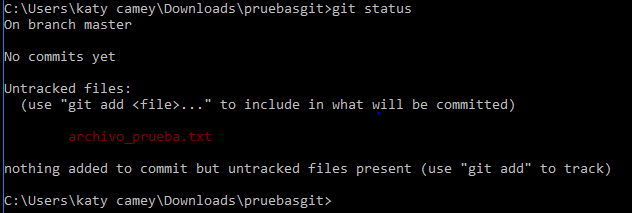 C:\Users\katy camey\Downloads\pruebasgit>git status
On branch master
No commits yet
Untracked files:
(use "git add <file>..." to include in what will be committed)
archivo_prueba.txt
nothing added to commit but untracked files present (use "git add" to track)
C:\Users\katy camey\Downloads\pruebasgit>